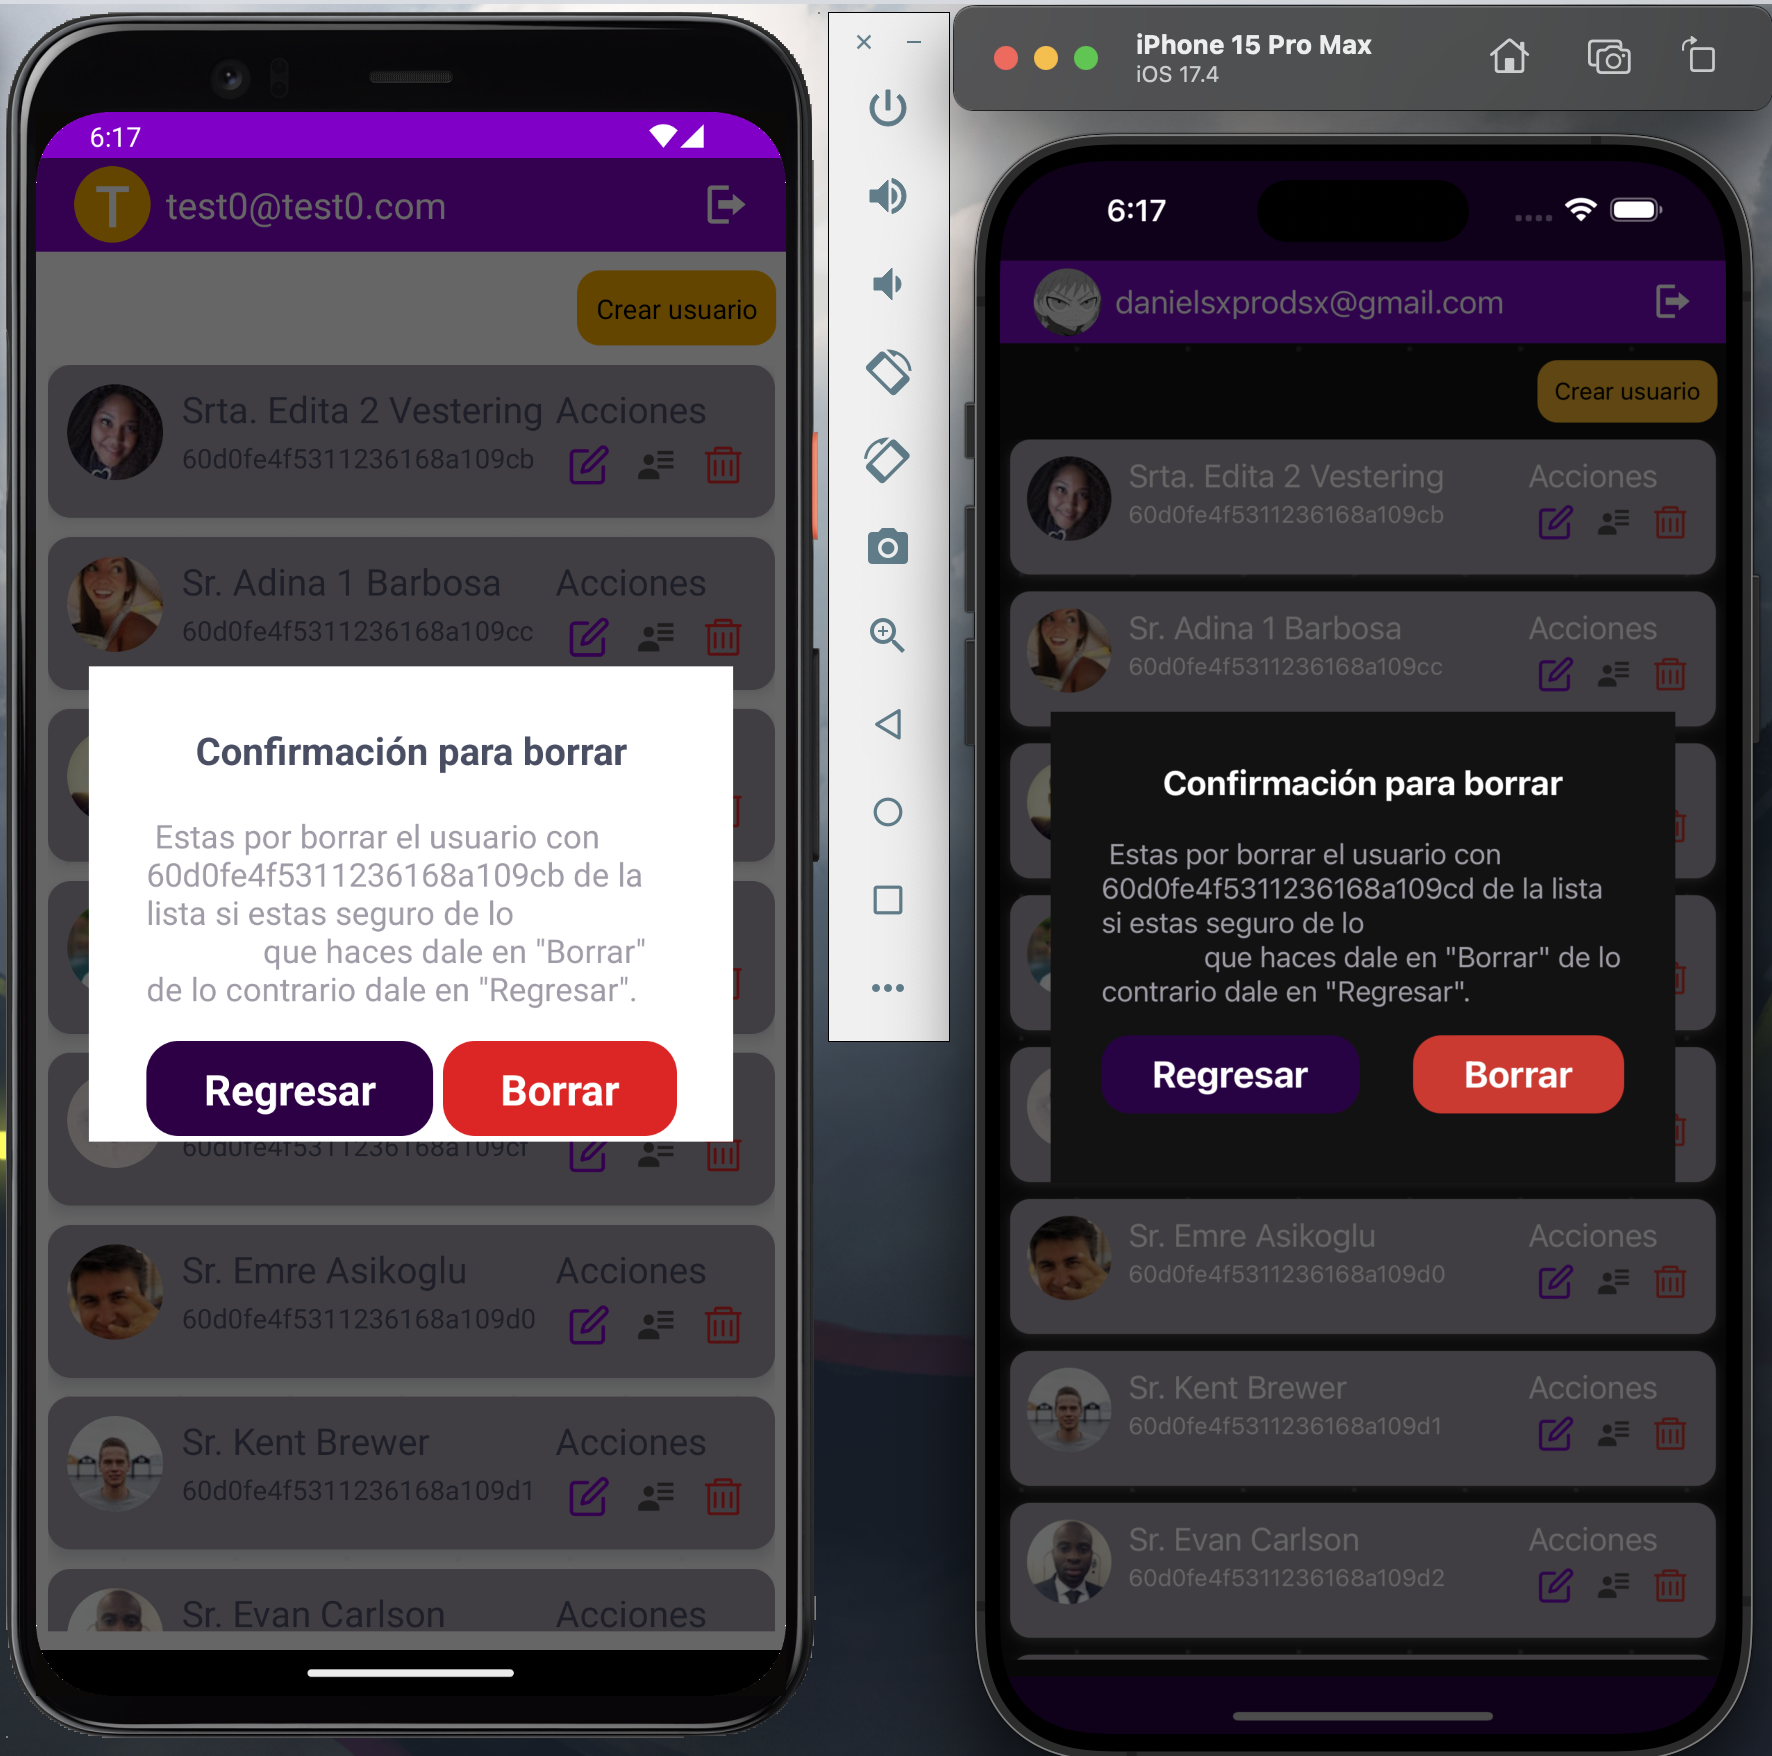 6:17
T
test0@test0.com
Crear usuario
Srta. Edita 2 Vestering Acciones
60d0fe4f5311236168a109cb
Sr. Adina 1 Barbosa Acciones
60d0fe4f5311236168a109cc
Confirmación para borrar
Estas por borrar el usuario con
60d0fe4f5311236168a109cb de la
lista si estas seguro de lo
que haces dale en "Borrar"
de lo contrario dale en "Regresar".
Regresar Borrar
60d0fe4f5311236168a109cf
Sr. Emre Asikoglu Acciones
60d0fe4f5311236168a109d0
Sr. Kent Brewer Acciones
60d0fe4f5311236168a109d1
Sr. Evan Carlson Acciones
iPhone 15 Pro Max
iOS 17.4
6:17
danielsxprodsx@gmail.com
Crear usuario
Srta. Edita 2 Vestering Acciones
60d0fe4f5311236168a109cb
Sr. Adina 1 Barbosa Acciones
60d0fe4f5311236168a109cc
Confirmación para borrar
Estas por borrar el usuario con
60d0fe4f5311236168a109cd de la lista
si estas seguro de lo
que haces dale en "Borrar" de lo
contrario dale en "Regresar".
Regresar Borrar
Sr. Emre Asikoglu Acciones
60d0fe4f5311236168a109d0
Sr. Kent Brewer Acciones
60d0fe4f5311236168a109d1
Sr. Evan Carlson Acciones
60d0fe4f5311236168a109d2